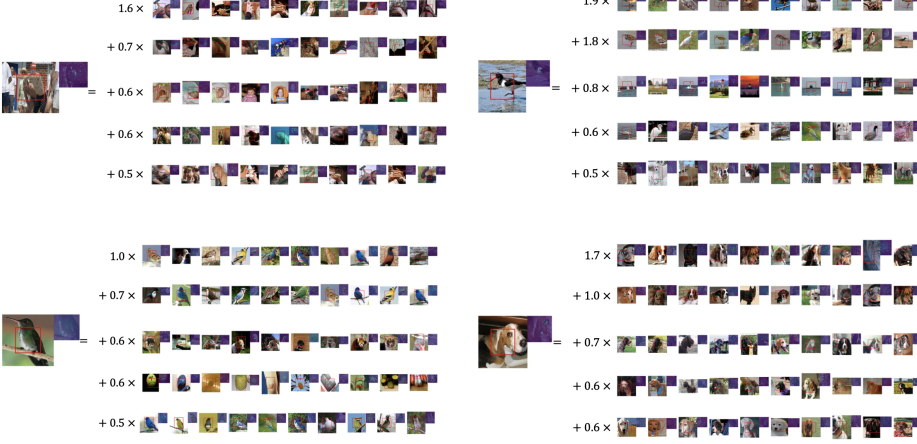 1.6 ×
+ 0.7 ×
=
+ 0.6 ×
+ 0.6 ×
+ 0.5 ×
1.9 ×
+ 1.8 ×
=
+ 0.8 ×
+ 0.6 ×
+ 0.5 ×
1.0 ×
+ 0.7 ×
=
+ 0.6 ×
+ 0.6 ×
+ 0.5 ×
1.7 ×
+ 1.0 ×
=
+ 0.7 ×
+ 0.6 ×
+ 0.6 ×